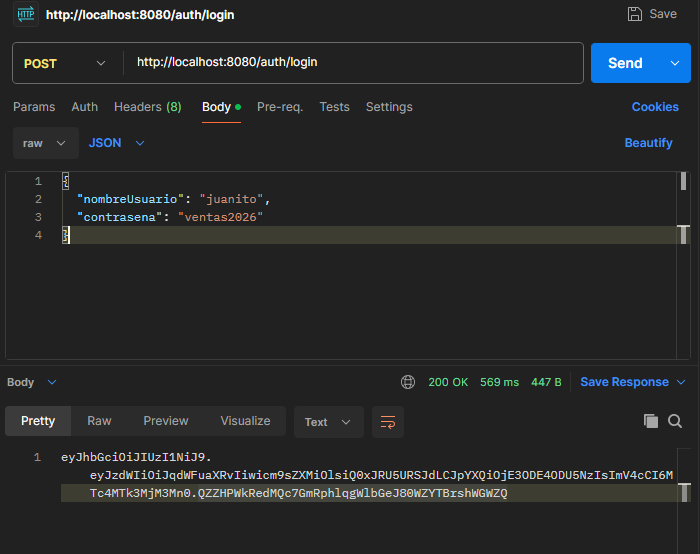 HTTP http://localhost:8080/auth/login Save
POST http://localhost:8080/auth/login Send
Params Auth Headers (8) Body Pre-req. Tests Settings Cookies
raw JSON Beautify
1 {
2 "nombreUsuario": "juanito",
3 "contrasena": "ventas2026"
4 }
Body 200 OK 569 ms 447 B Save Response
Pretty Raw Preview Visualize Text
1 eyJhbGciOiJIUzI1NiJ9.
eyJzdWIiOiJqdWFuaXRvIiwicm9sZXMiOlsiQ0xJRU5URSJdLCJpYXQiOjE3ODE4ODU5NzIsImV4cCI6M
Tc4MTk3MjM3Mn0.QZZHPWkRedMQc7GmRphlqgWlbGeJ80WZYTBrshWGWZQ